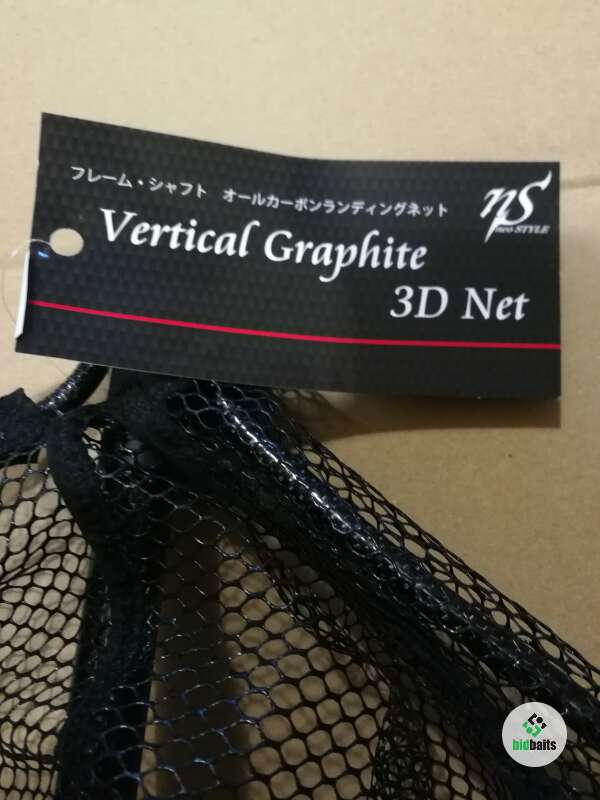 フレーム・シャフト オールカーボンランディングネット
nS
neo STYLE
Vertical Graphite
3D Net
bidbaits